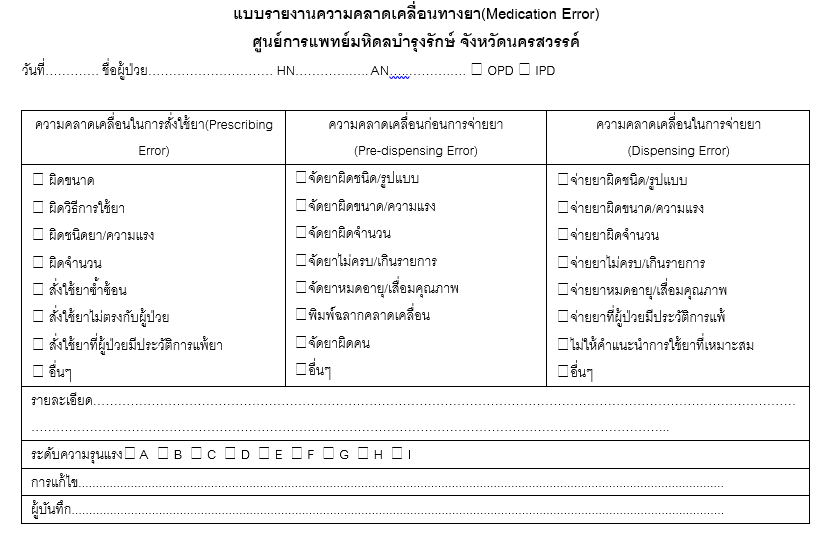 แบบรายงานความคลาดเคลื่อนทางยา(Medication Error)
ศูนย์การแพทย์มหิดลบำรุงรักษ์ จังหวัดนครสวรรค์
วันที่............. ชื่อผู้ป่วย.............................. HN..................AN................... ☐ OPD ☐ IPD
ความคลาดเคลื่อนในการสั่งใช้ยา(Prescribing Error)
ความคลาดเคลื่อนก่อนการจ่ายยา
(Pre-dispensing Error)
ความคลาดเคลื่อนในการจ่ายยา
(Dispensing Error)
☐ ผิดขนาด
☐ ผิดวิธีการใช้ยา
☐ ผิดชนิดยา/ความแรง
☐ ผิดจำนวน
☐ สั่งใช้ยาซ้ำซ้อน
☐ สั่งใช้ยาไม่ตรงกับผู้ป่วย
☐ สั่งใช้ยาที่ผู้ป่วยมีประวัติการแพ้ยา
☐ อื่นๆ
☐จัดยาผิดชนิด/รูปแบบ
☐จัดยาผิดขนาด/ความแรง
☐จัดยาผิดจำนวน
☐จัดยาไม่ครบ/เกินรายการ
☐จัดยาหมดอายุ/เสื่อมคุณภาพ
☐พิมพ์ฉลากคลาดเคลื่อน
☐จัดยาผิดคน
☐อื่นๆ
☐จ่ายยาผิดชนิด/รูปแบบ
☐จ่ายยาผิดขนาด/ความแรง
☐จ่ายยาผิดจำนวน
☐จ่ายยาไม่ครบ/เกินรายการ
☐จ่ายยาหมดอายุ/เสื่อมคุณภาพ
☐จ่ายยาที่ผู้ป่วยมีประวัติการแพ้
☐ไม่ให้คำแนะนำการใช้ยาที่เหมาะสม
☐อื่นๆ
รายละเอียด..........................................................................................
..........................................................................................
ระดับความรุนแรง☐ A ☐ B ☐ C ☐ D ☐ E ☐ F ☐ G ☐ H ☐ I
การแก้ไข..........................................................................................
ผู้บันทึก..........................................................................................